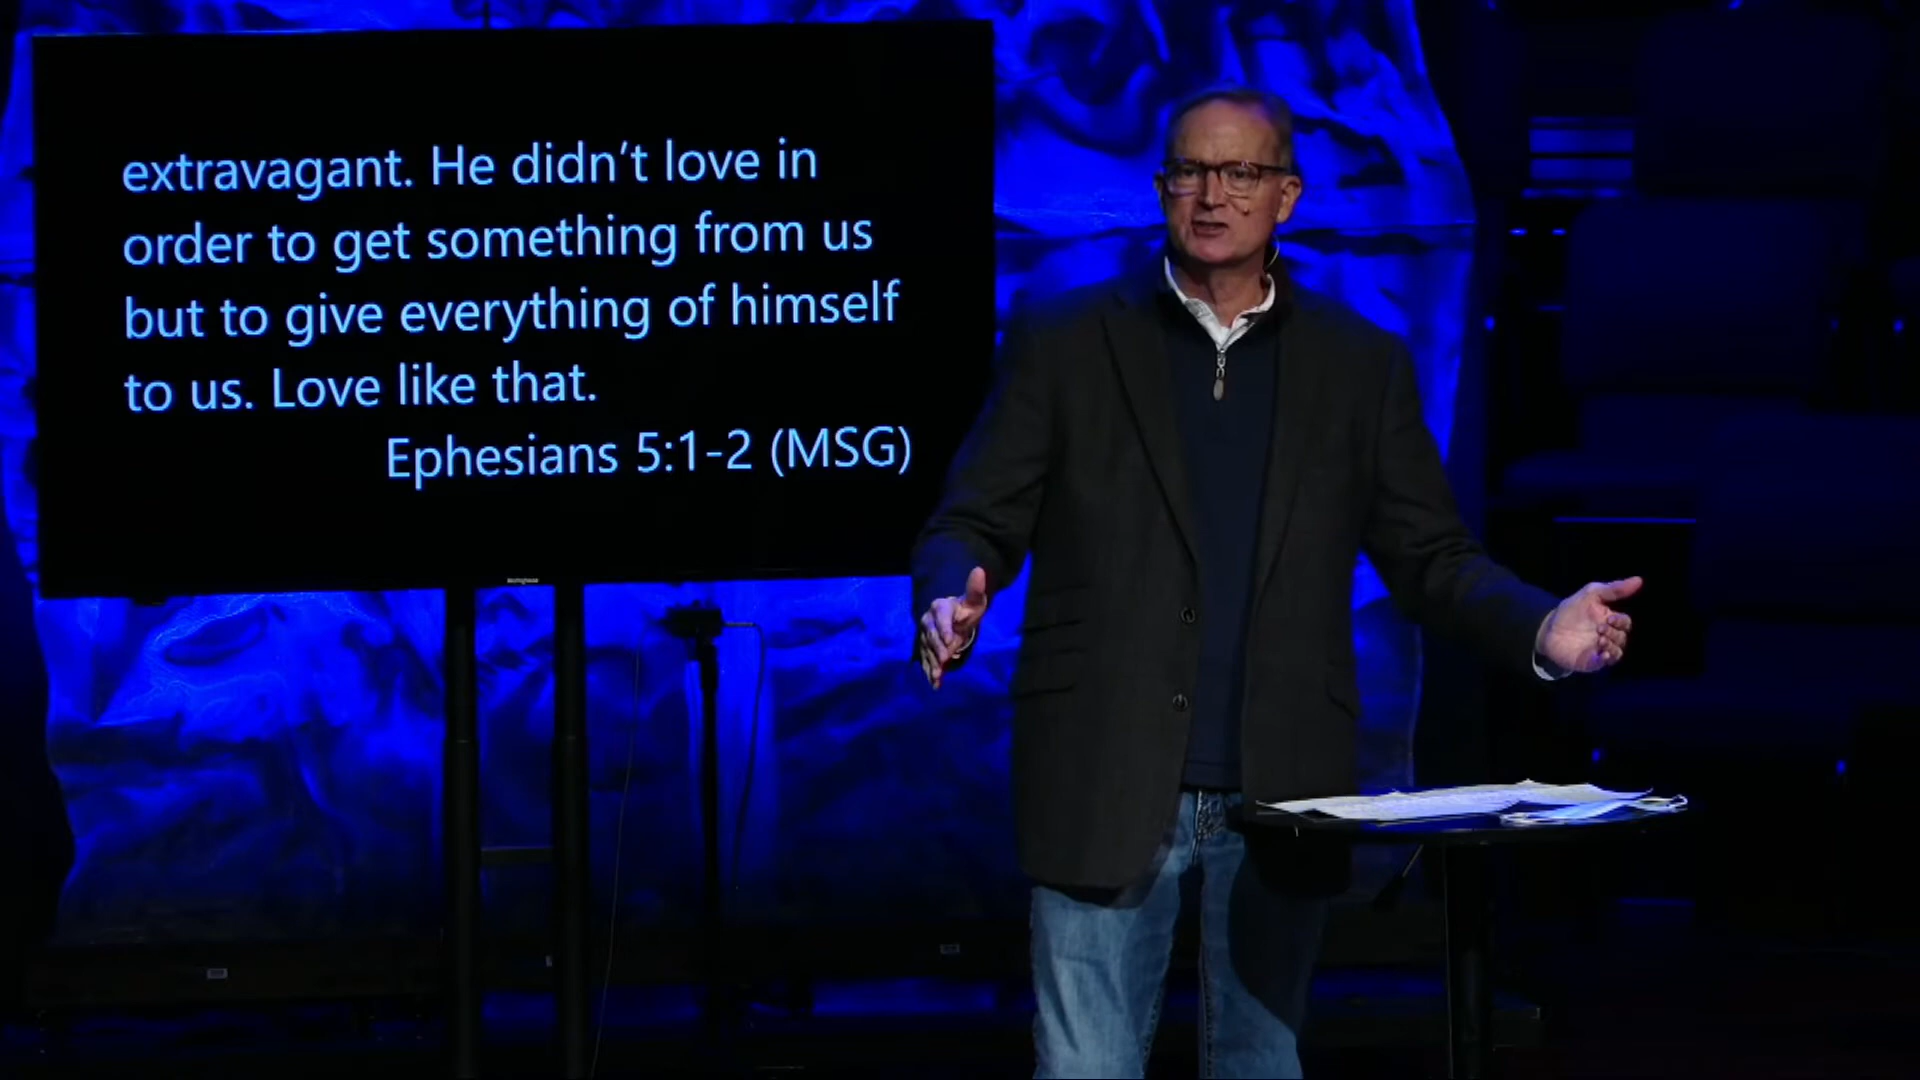 extravagant. He didn’t love in
order to get something from us
but to give everything of himself
to us. Love like that.
Ephesians 5:1-2 (MSG)
Westinghouse